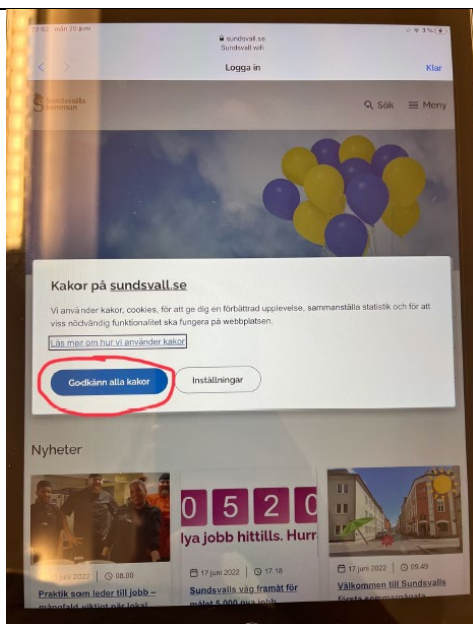 mån 20 juni
3 %
sundsvall.se
Sundsvall wifi
Logga in
Klar
Sundsvalls
kommun
Sök
Meny
Kakor på sundsvall.se
Vi använder kakor, cookies, för att ge dig en förbättrad upplevelse, sammanställa statistik och för att
viss nödvändig funktionalitet ska fungera på webbplatsen.
Läs mer om hur vi använder kakor
Godkänn alla kakor
Inställningar
Nyheter
0 5 2 0
lya jobb hittills. Hurr
juni 2022 | 08.00
17 juni 2022 | 17.18
17 juni 2022 | 09.49
Praktik som leder till jobb –
mångfald viktigt när lokal
Sundsvalls väg framåt för
målet 5 000 nya jobb
Välkommen till Sundsvalls
första sommarmånata